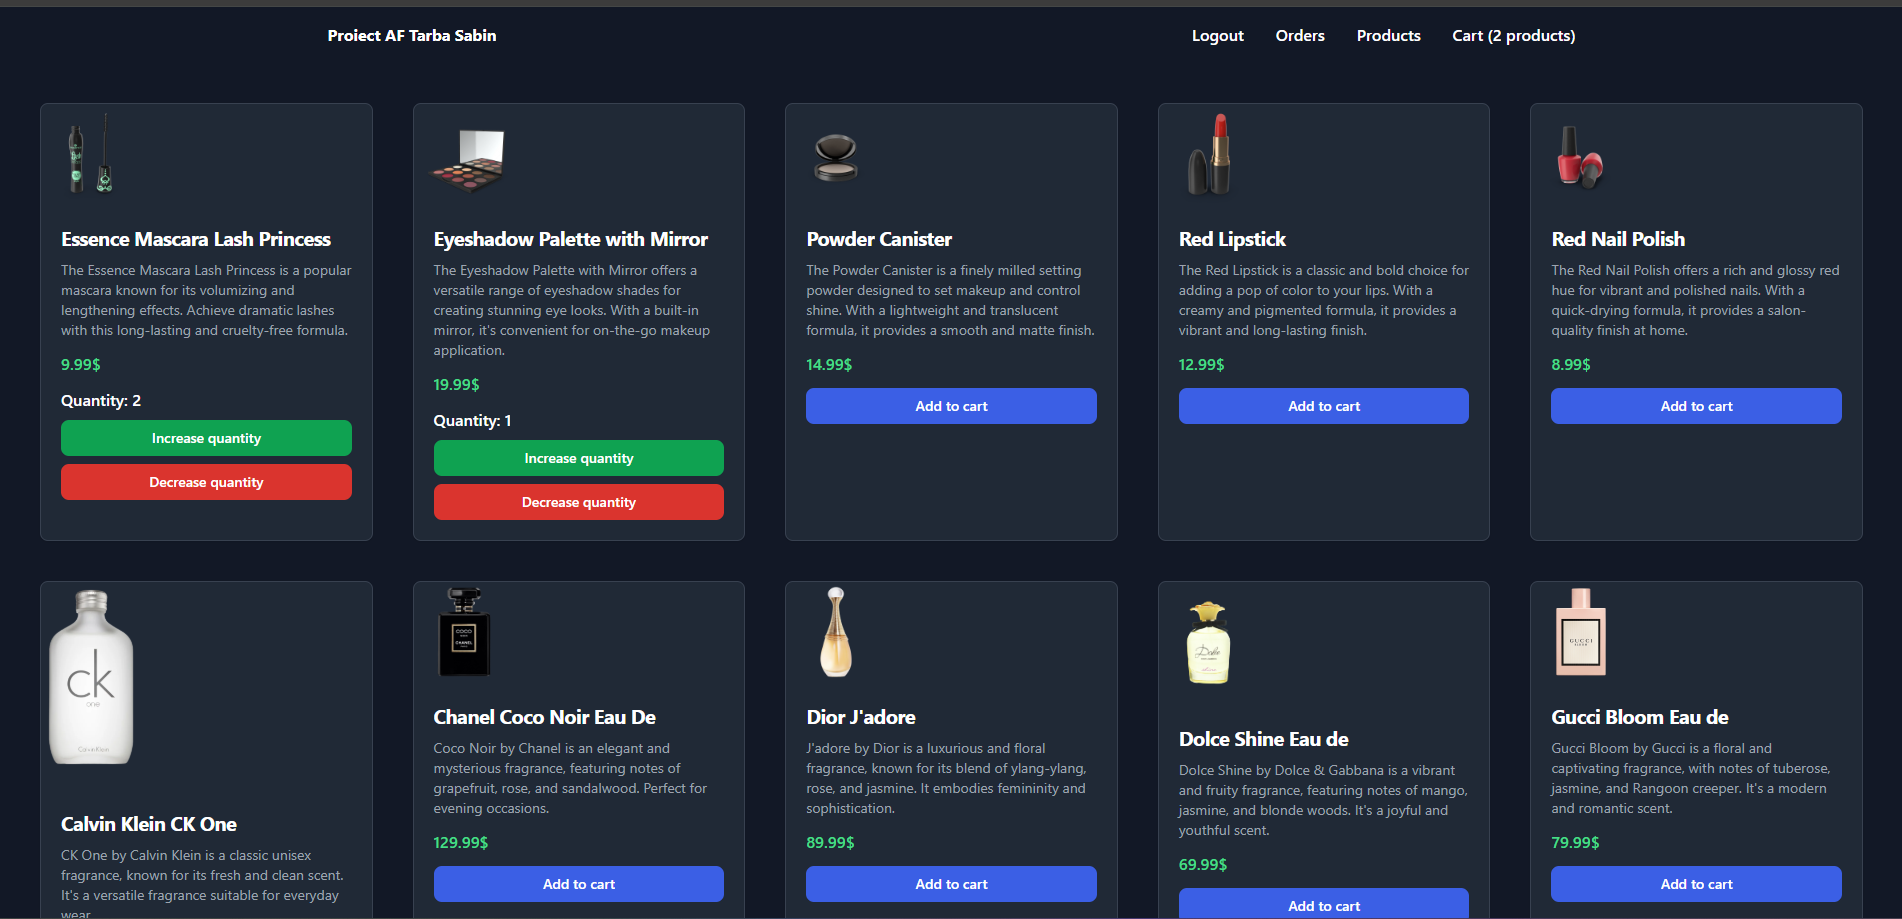 Proiect AF Tarba Sabin
Logout
Orders
Products
Cart (2 products)
Essence Mascara Lash Princess
The Essence Mascara Lash Princess is a popular
mascara known for its volumizing and
lengthening effects. Achieve dramatic lashes
with this long-lasting and cruelty-free formula.
9.99$
Quantity: 2
Increase quantity
Decrease quantity
Eyeshadow Palette with Mirror
The Eyeshadow Palette with Mirror offers a
versatile range of eyeshadow shades for
creating stunning eye looks. With a built-in
mirror, it's convenient for on-the-go makeup
application.
19.99$
Quantity: 1
Increase quantity
Decrease quantity
Powder Canister
The Powder Canister is a finely milled setting
powder designed to set makeup and control
shine. With a lightweight and translucent
formula, it provides a smooth and matte finish.
14.99$
Add to cart
Red Lipstick
The Red Lipstick is a classic and bold choice for
adding a pop of color to your lips. With a
creamy and pigmented formula, it provides a
vibrant and long-lasting finish.
12.99$
Add to cart
Red Nail Polish
The Red Nail Polish offers a rich and glossy red
hue for vibrant and polished nails. With a
quick-drying formula, it provides a salon-
quality finish at home.
8.99$
Add to cart
ck
one
Calvin Klein
Calvin Klein CK One
CK One by Calvin Klein is a classic unisex
fragrance, known for its fresh and clean scent.
It's a versatile fragrance suitable for everyday
wear.
COCO
CHANEL
Chanel Coco Noir Eau De
Coco Noir by Chanel is an elegant and
mysterious fragrance, featuring notes of
grapefruit, rose, and sandalwood. Perfect for
evening occasions.
129.99$
Add to cart
Dior J'adore
J'adore by Dior is a luxurious and floral
fragrance, known for its blend of ylang-ylang,
rose, and jasmine. It embodies femininity and
sophistication.
89.99$
Add to cart
Dolce
Dolce Shine Eau de
Dolce Shine by Dolce & Gabbana is a vibrant
and fruity fragrance, featuring notes of mango,
jasmine, and blonde woods. It's a joyful and
youthful scent.
69.99$
Add to cart
GUCCI
Gucci Bloom Eau de
Gucci Bloom by Gucci is a floral and
captivating fragrance, with notes of tuberose,
jasmine, and Rangoon creeper. It's a modern
and romantic scent.
79.99$
Add to cart